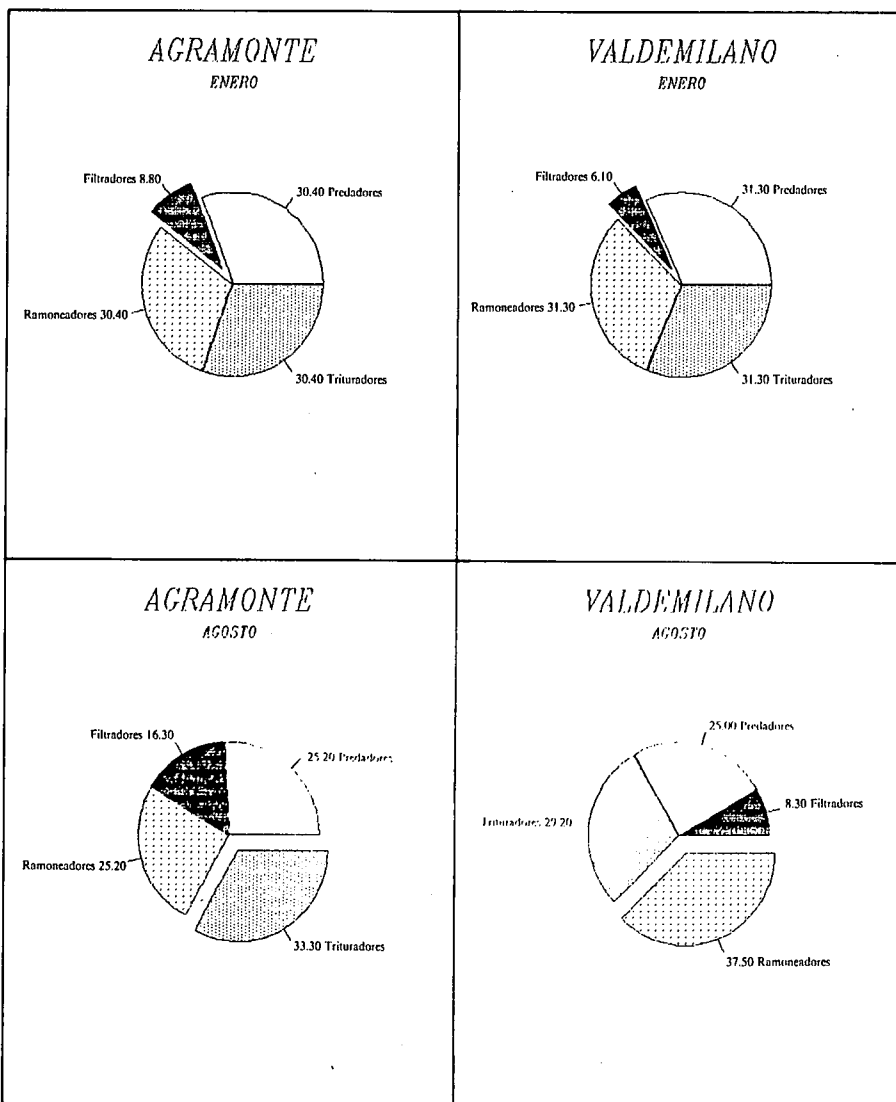 AGRAMONTE
ENERO
Filtradores 8.80
30.40 Predadores
Ramoneadores 30.40
30.40 Trituradores
VALDEMILANO
ENERO
Filtradores 6.10
31.30 Predadores
Ramoneadores 31.30
31.30 Trituradores
AGRAMONTE
AGOSTO
Filtradores 16.30
25.20 Predadores
Ramoneadores 25.20
33.30 Trituradores
VALDEMILANO
AGOSTO
25.00 Predadores
8.30 Filtradores
Trituradores 29.20
37.50 Ramoneadores